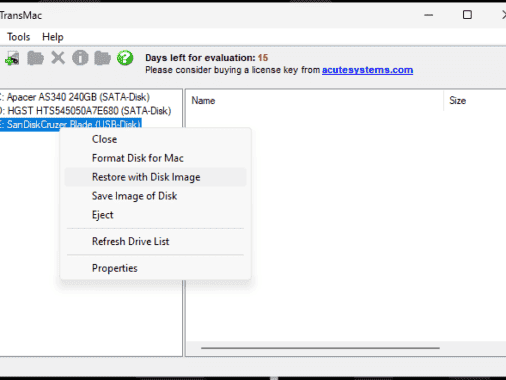 TransMac
Tools Help
Days left for evaluation: 15
Please consider buying a license key from acutesystems.com
: Apacer AS340 240GB (SATA-Disk)
: HGST HTS545050A7E680 (SATA-Disk)
: SanDiskCruzer Blade (USB-Disk)
Name Size
Close
Format Disk for Mac
Restore with Disk Image
Save Image of Disk
Eject
Refresh Drive List
Properties